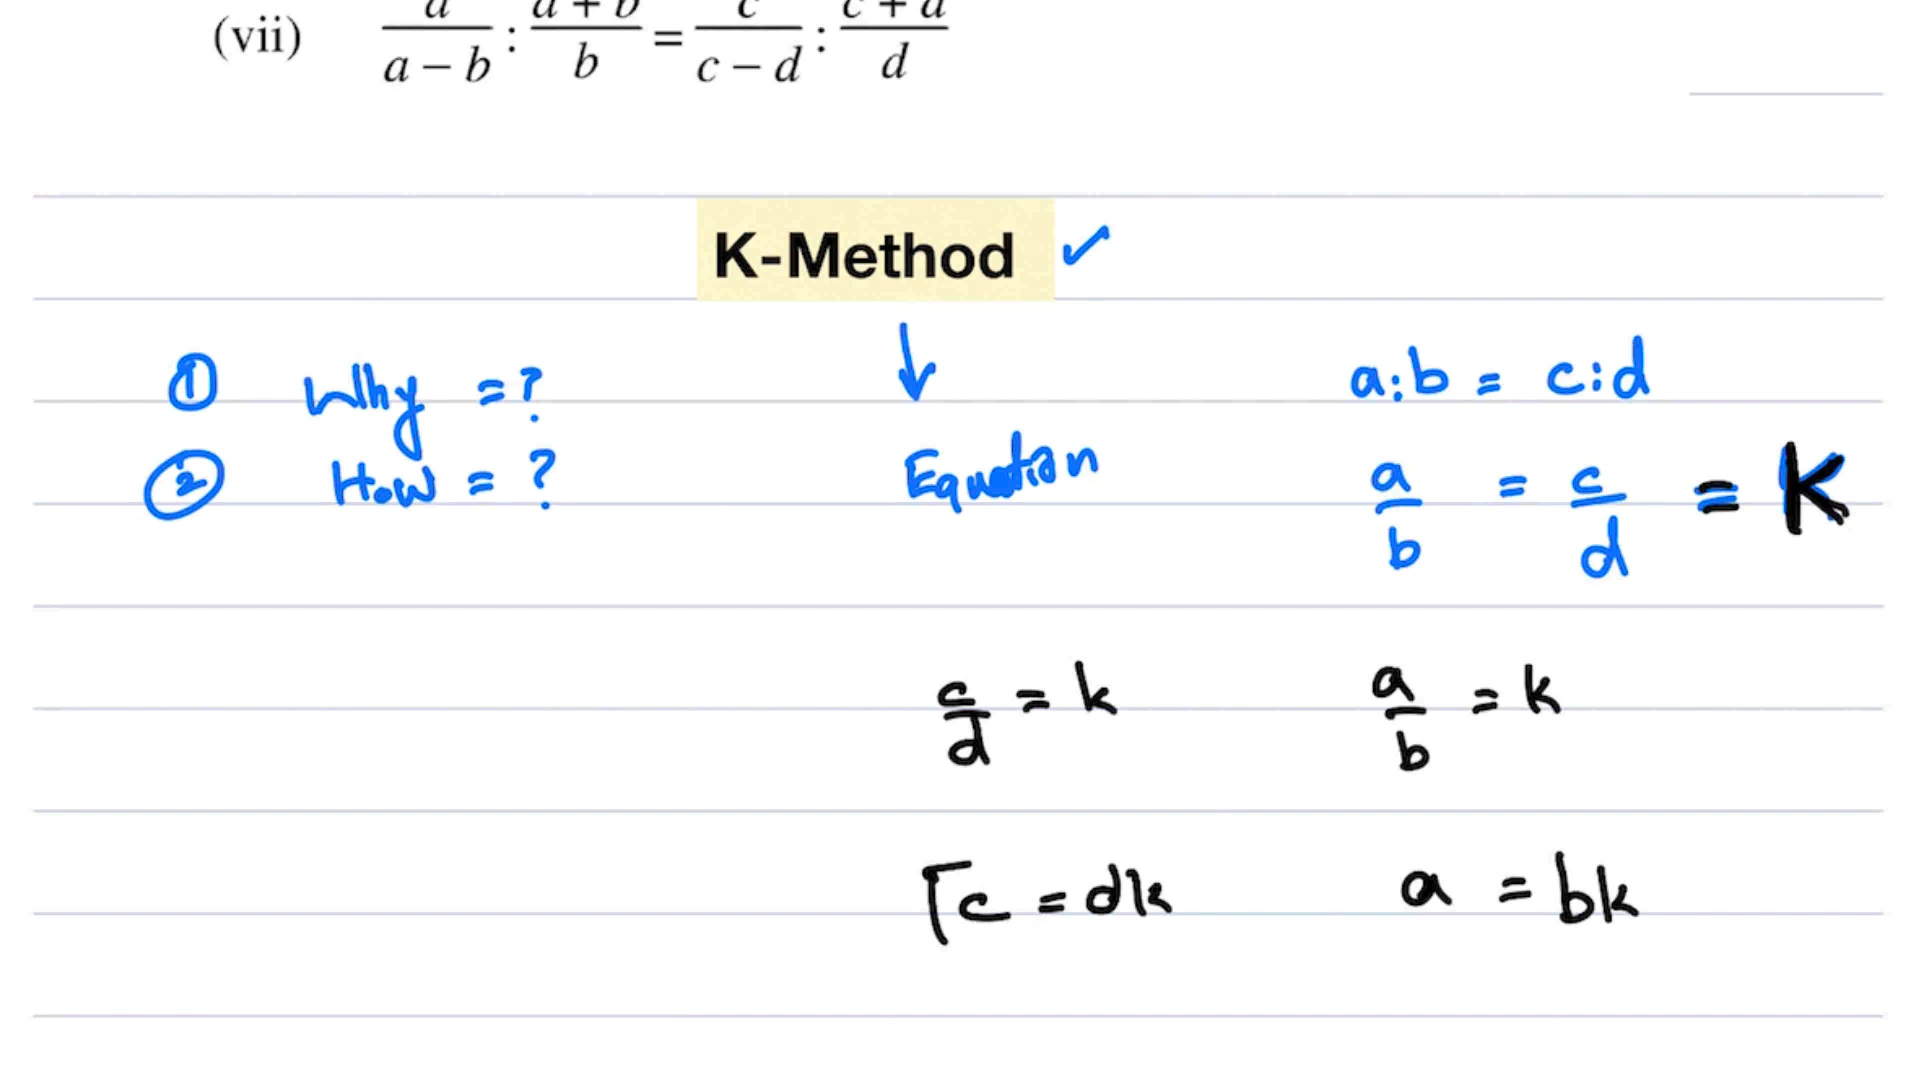 (vii) a/(a − b) : (a + b)/b = c/(c − d) : (c + d)/d
K-Method ✓
① Why = ?
↓
a:b = c:d
② How = ?
Equation
a/b = c/d = K
c/d = k
a/b = k
c = dk
a = bk